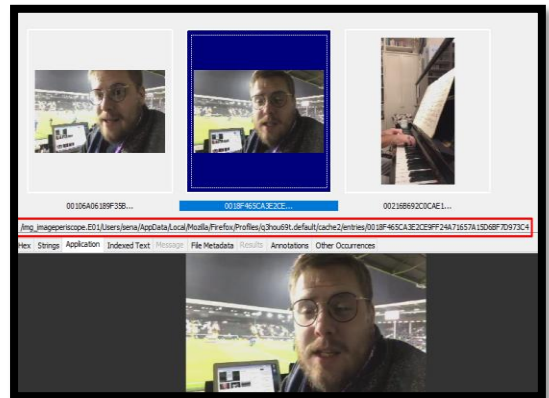 00106A06189F35B...
0018F465CA3E2CE...
00216B692C0CAE1...
/img_imageperiscope.E01/Users/sena/AppData/Local/Mozilla/Firefox/Profiles/q3hou69t.default/cache2/entries/0018F465CA3E2CE9FF24A71657A15D6BF7D973C4
Hex Strings Application Indexed Text Message File Metadata Results Annotations Other Occurrences